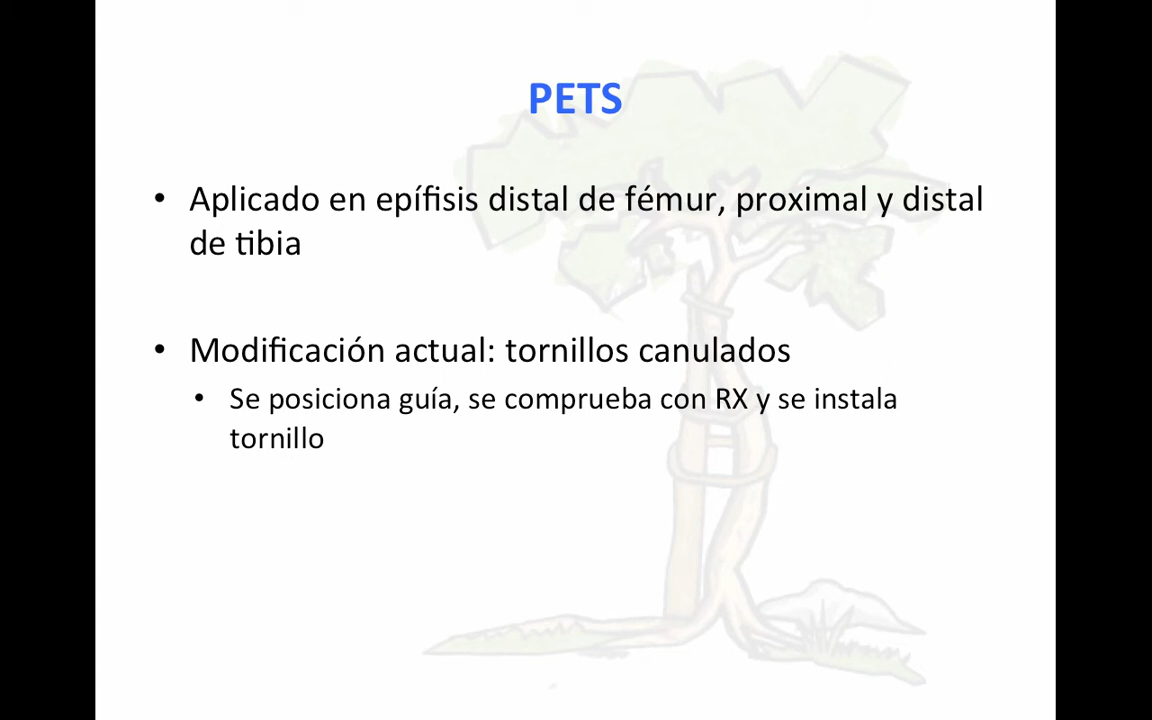 PETS
• Aplicado en epífisis distal de fémur, proximal y distal
de tibia
• Modificación actual: tornillos canulados
• Se posiciona guía, se comprueba con RX y se instala
tornillo